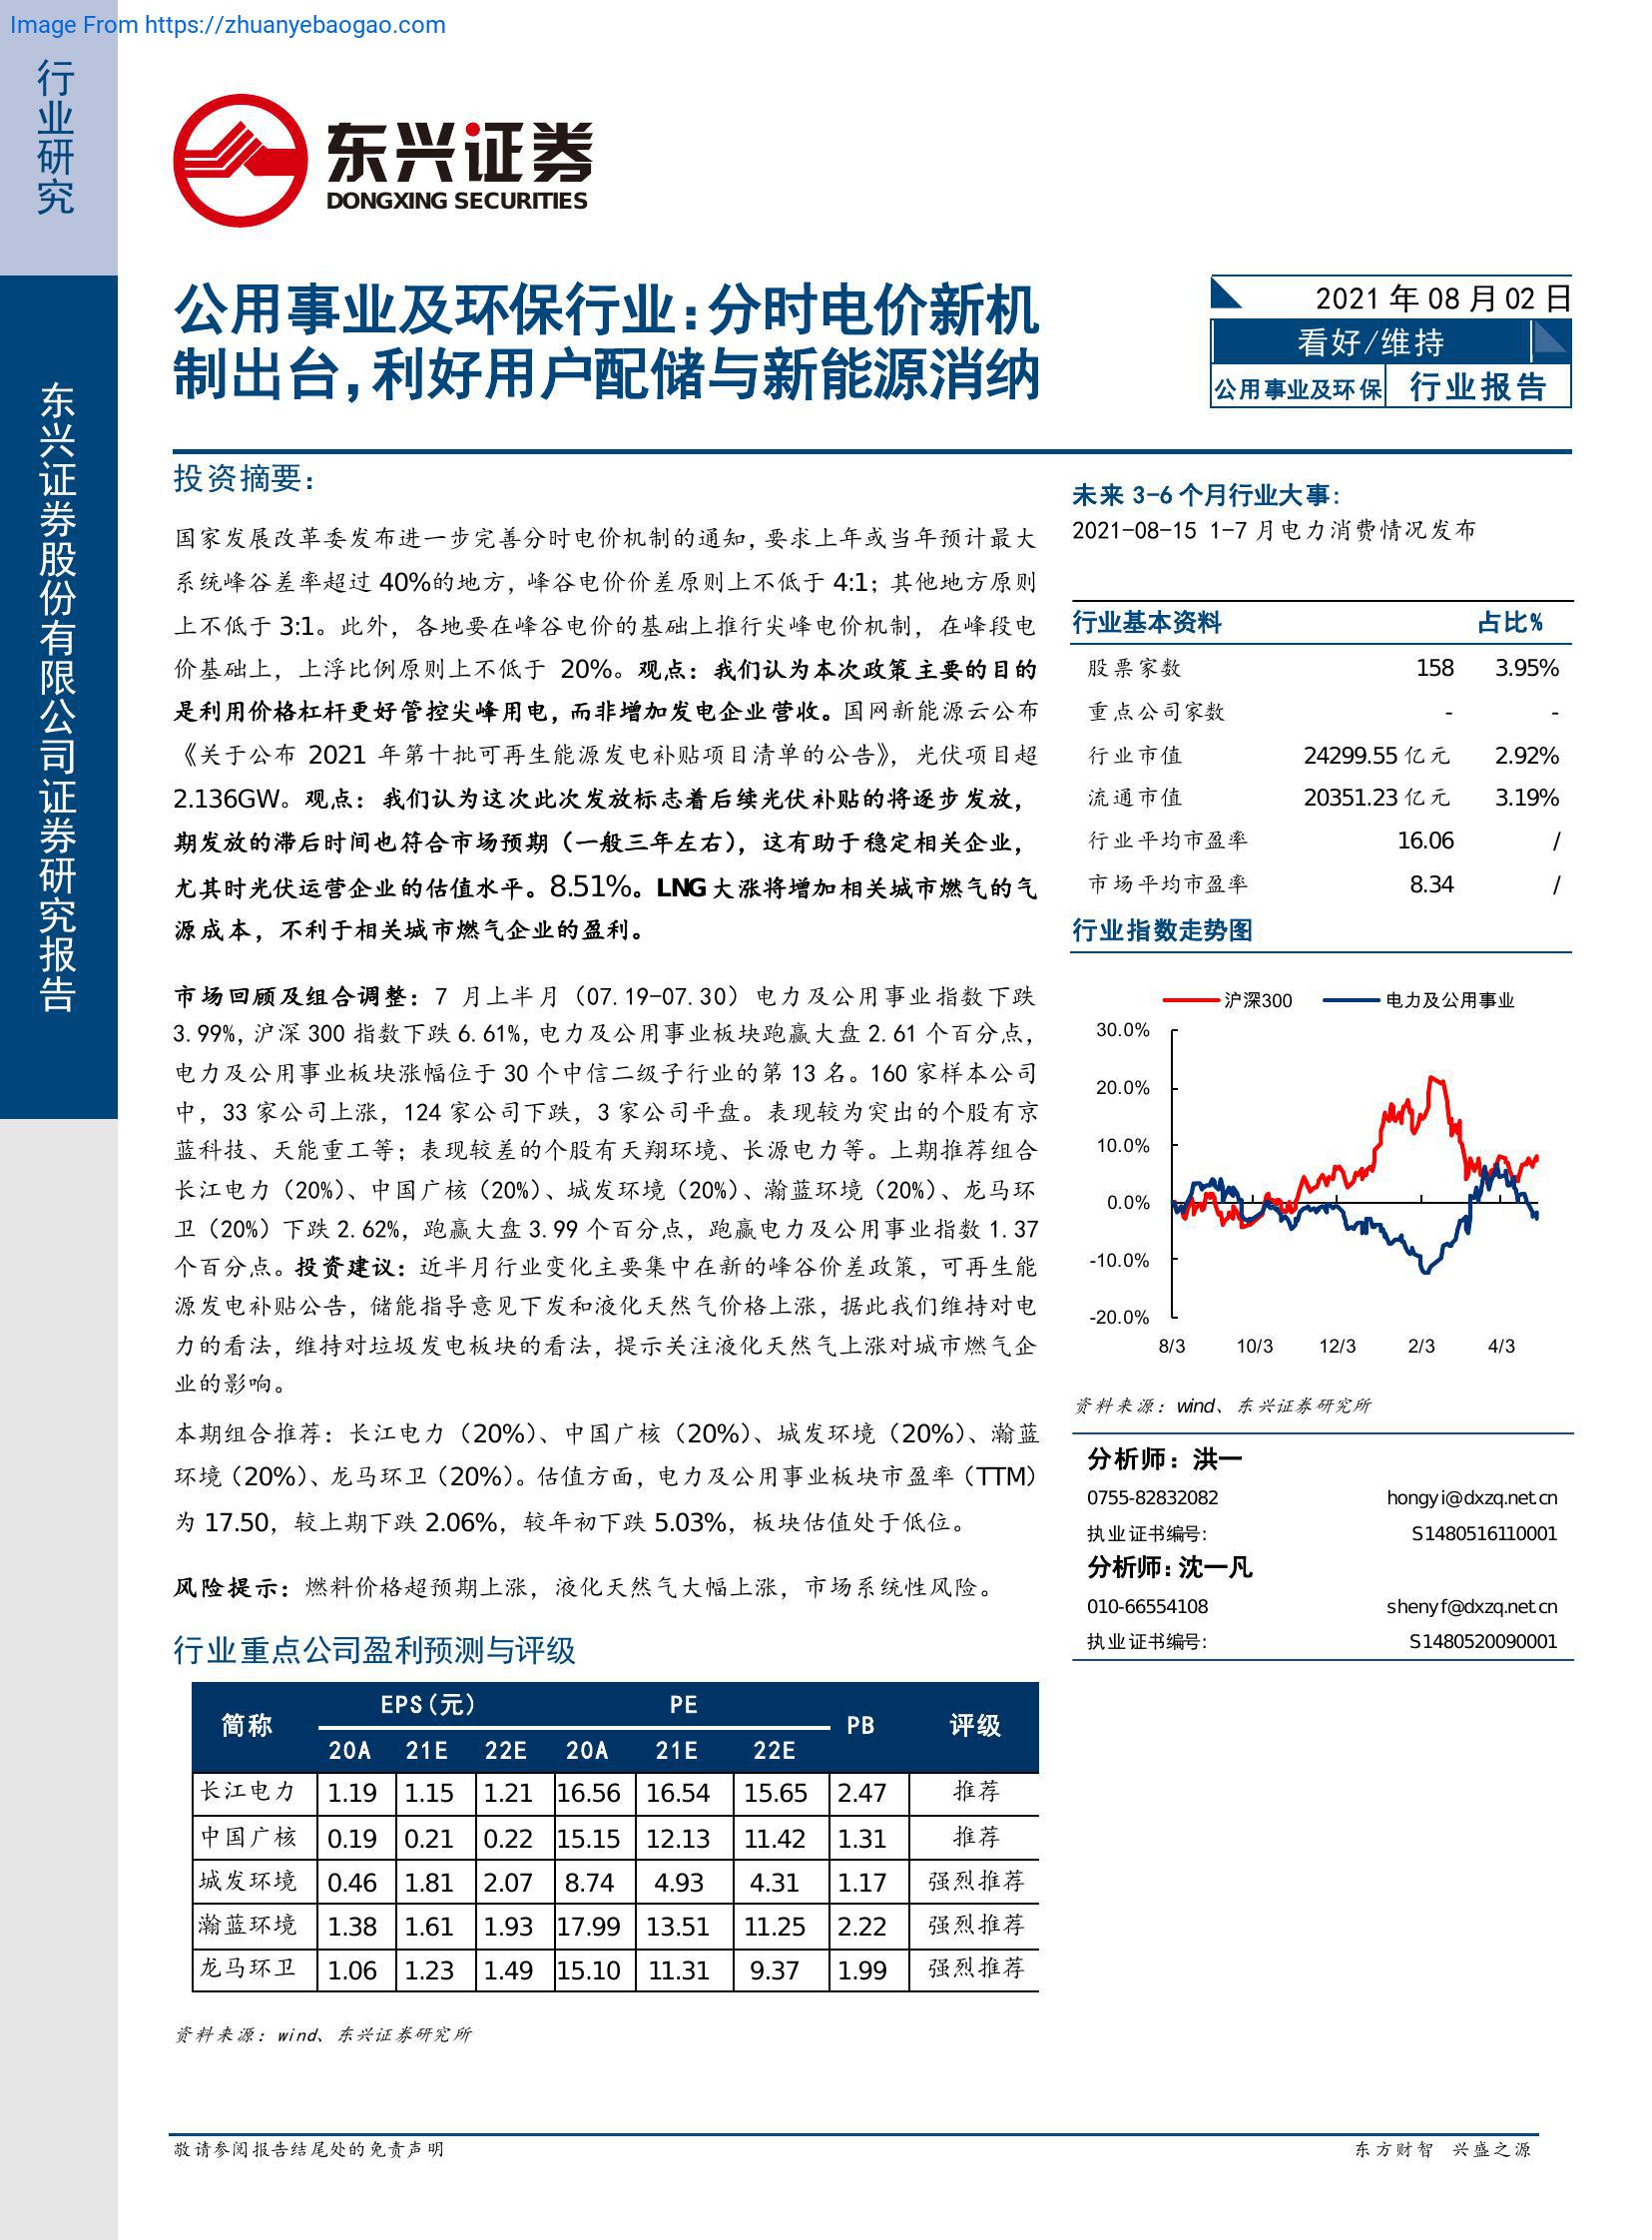 Image From https://zhuanyebaogao.com
行业研究
东兴证券股份有限公司证券研究报告
东兴证券
DONGXING SECURITIES
公用事业及环保行业：分时电价新机
制出台，利好用户配储与新能源消纳
2021 年 08 月 02 日
看好/维持
公用事业及环保 行业报告
投资摘要：
国家发展改革委发布进一步完善分时电价机制的通知，要求上年或当年预计最大
系统峰谷差率超过 40%的地方，峰谷电价价差原则上不低于 4:1；其他地方原则
上不低于 3:1。此外，各地要在峰谷电价的基础上推行尖峰电价机制，在峰段电
价基础上，上浮比例原则上不低于 20%。观点：我们认为本次政策主要的目的
是利用价格杠杆更好管控尖峰用电，而非增加发电企业营收。国网新能源云公布
《关于公布 2021 年第十批可再生能源发电补贴项目清单的公告》，光伏项目超
2.136GW。观点：我们认为这次此次发放标志着后续光伏补贴的将逐步发放，
期发放的滞后时间也符合市场预期（一般三年左右），这有助于稳定相关企业，
尤其时光伏运营企业的估值水平。8.51%。LNG 大涨将增加相关城市燃气的气
源成本，不利于相关城市燃气企业的盈利。
市场回顾及组合调整：7 月上半月（07.19-07.30）电力及公用事业指数下跌
3.99%，沪深 300 指数下跌 6.61%，电力及公用事业板块跑赢大盘 2.61 个百分点，
电力及公用事业板块涨幅位于 30 个中信二级子行业的第 13 名。160 家样本公司
中，33 家公司上涨，124 家公司下跌，3 家公司平盘。表现较为突出的个股有京
蓝科技、天能重工等；表现较差的个股有天翔环境、长源电力等。上期推荐组合
长江电力（20%）、中国广核（20%）、城发环境（20%）、瀚蓝环境（20%）、龙马环
卫（20%）下跌 2.62%，跑赢大盘 3.99 个百分点，跑赢电力及公用事业指数 1.37
个百分点。投资建议：近半月行业变化主要集中在新的峰谷价差政策，可再生能
源发电补贴公告，储能指导意见下发和液化天然气价格上涨，据此我们维持对电
力的看法，维持对垃圾发电板块的看法，提示关注液化天然气上涨对城市燃气企
业的影响。
本期组合推荐：长江电力（20%）、中国广核（20%）、城发环境（20%）、瀚蓝
环境（20%）、龙马环卫（20%）。估值方面，电力及公用事业板块市盈率（TTM）
为 17.50，较上期下跌 2.06%，较年初下跌 5.03%，板块估值处于低位。
风险提示：燃料价格超预期上涨，液化天然气大幅上涨，市场系统性风险。
行业重点公司盈利预测与评级
简称 EPS(元) PE PB 评级
20A 21E 22E 20A 21E 22E
长江电力 1.19 1.15 1.21 16.56 16.54 15.65 2.47 推荐
中国广核 0.19 0.21 0.22 15.15 12.13 11.42 1.31 推荐
城发环境 0.46 1.81 2.07 8.74 4.93 4.31 1.17 强烈推荐
瀚蓝环境 1.38 1.61 1.93 17.99 13.51 11.25 2.22 强烈推荐
龙马环卫 1.06 1.23 1.49 15.10 11.31 9.37 1.99 强烈推荐
资料来源：wind、东兴证券研究所
未来 3-6 个月行业大事：
2021-08-15 1-7 月电力消费情况发布
行业基本资料 占比%
股票家数 158 3.95%
重点公司家数 - -
行业市值 24299.55 亿元 2.92%
流通市值 20351.23 亿元 3.19%
行业平均市盈率 16.06 /
市场平均市盈率 8.34 /
行业指数走势图
沪深300 电力及公用事业
30.0%
20.0%
10.0%
0.0%
-10.0%
-20.0%
8/3 10/3 12/3 2/3 4/3
资料来源：wind、东兴证券研究所
分析师：洪一
0755-82832082 hongyi@dxzq.net.cn
执业证书编号: S1480516110001
分析师：沈一凡
010-66554108 shenyf@dxzq.net.cn
执业证书编号: S1480520090001
敬请参阅报告结尾处的免责声明
东方财智 兴盛之源